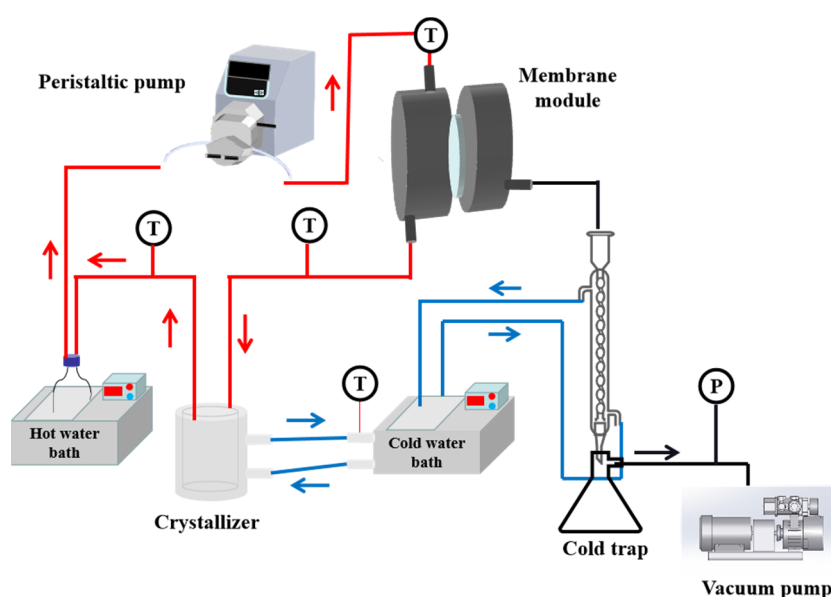 T
Peristaltic pump
Membrane
module
T
T
T
P
Hot water
bath
Cold water
bath
Crystallizer
Cold trap
Vacuum pump